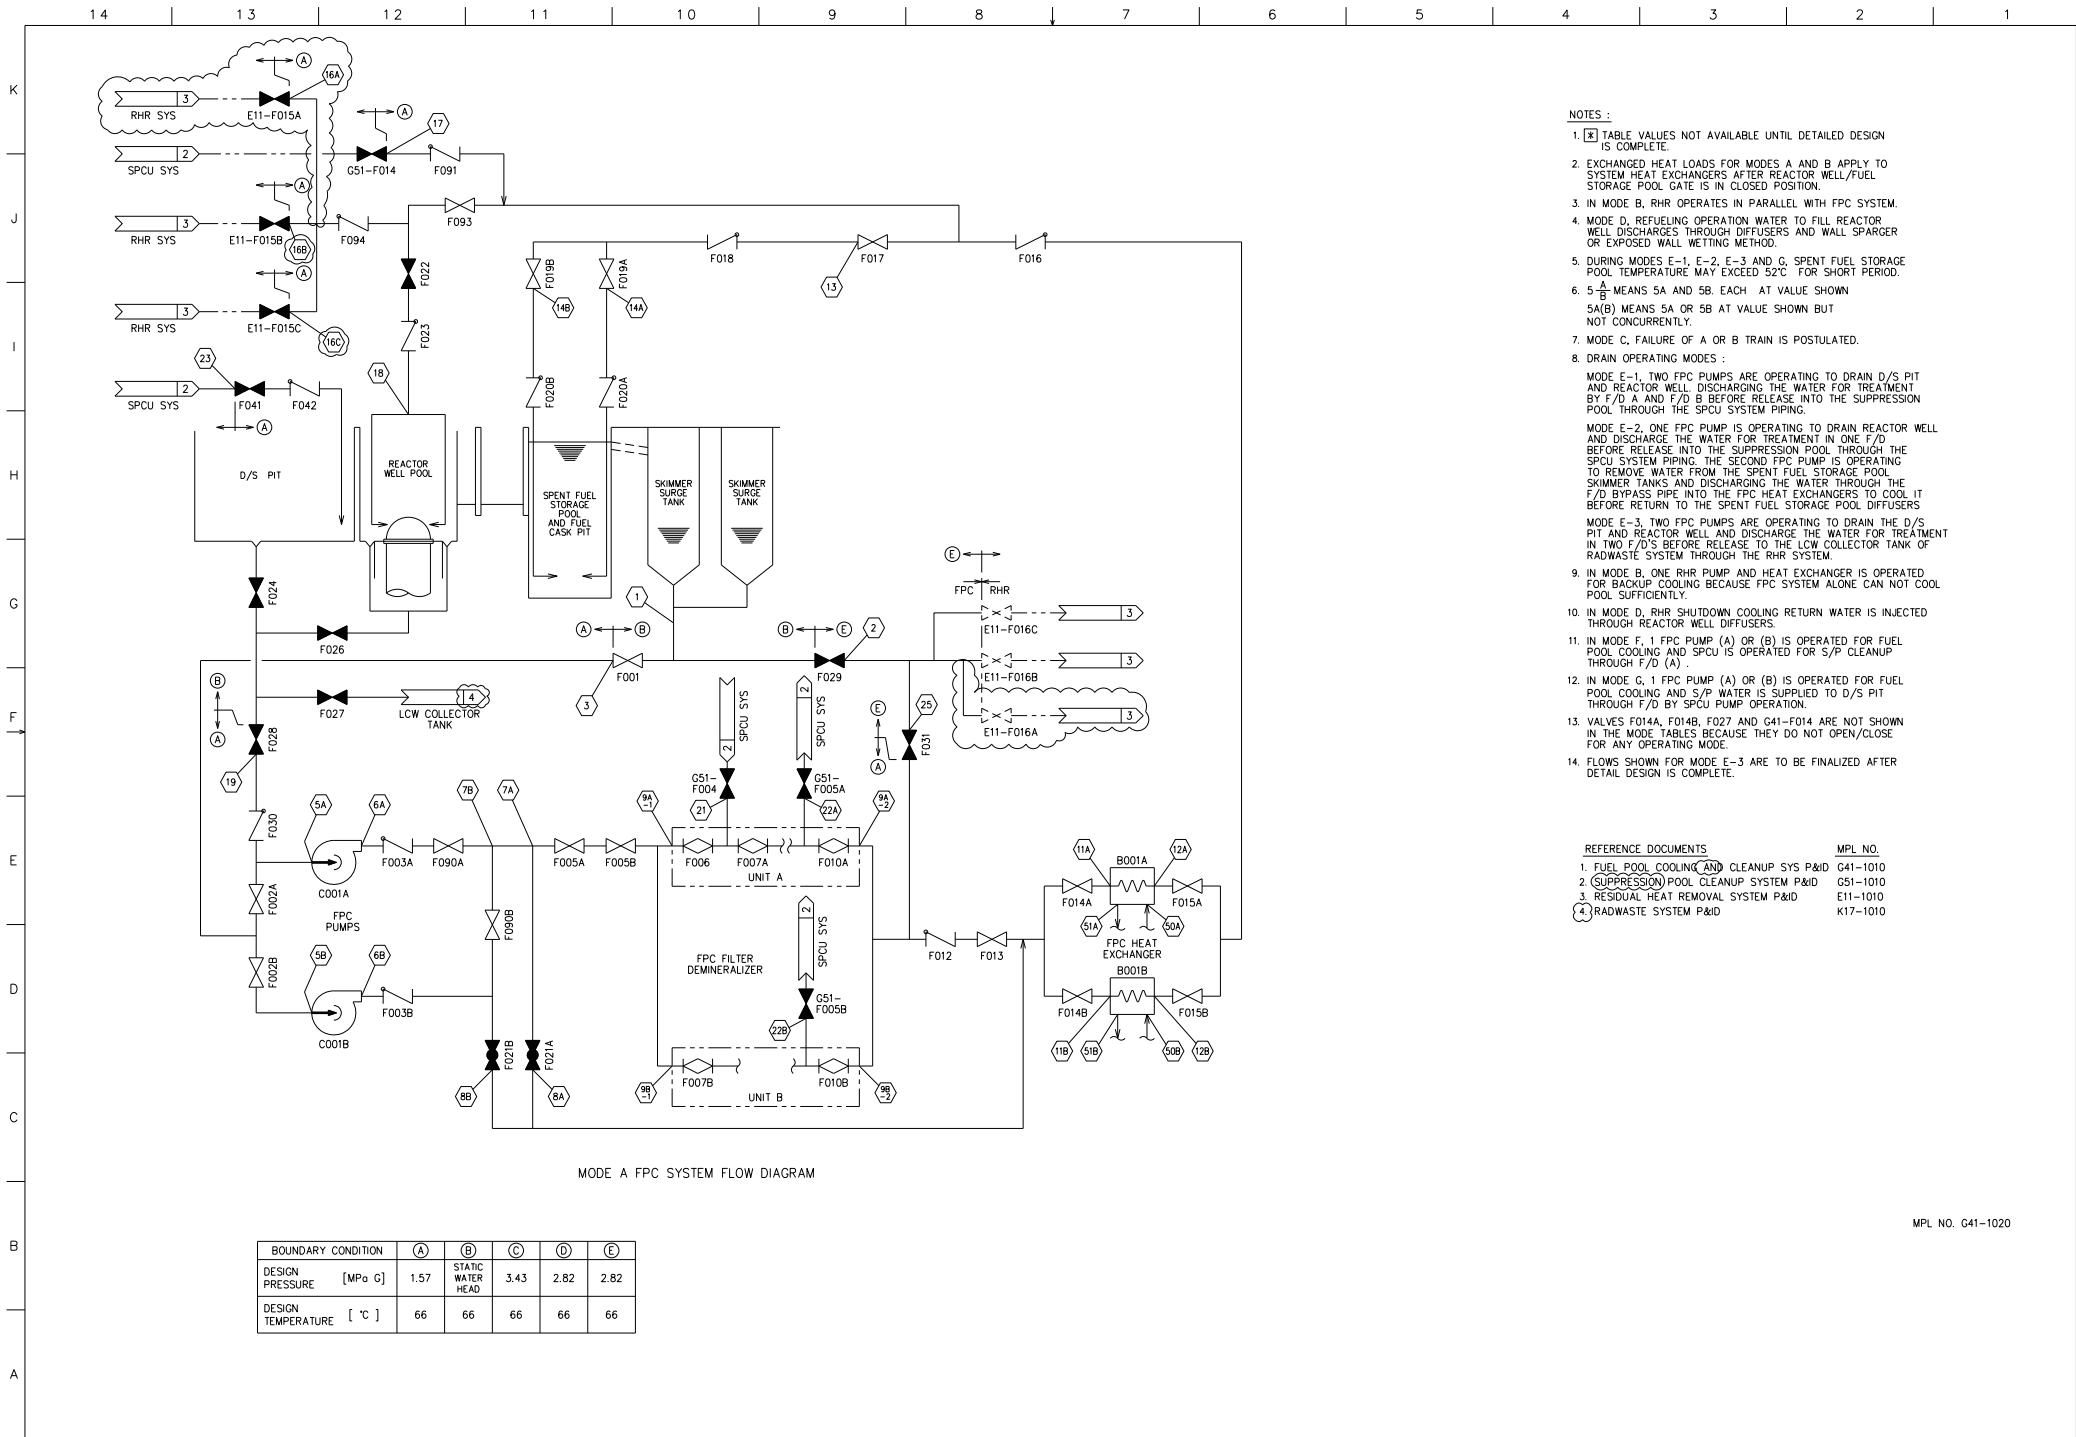 14 13 12 11 10 9 8 7 6 5 4 3 2 1
K
J
I
H
G
F
E
D
C
B
A
A
16A
3
RHR SYS
E11-F015A
A
17
2
SPCU SYS
G51-F014
F091
A
3
RHR SYS
E11-F015B
16B
F094
F093
A
3
RHR SYS
E11-F015C
16C
F022
F023
F019B
F019A
14B
14A
F018
F017
13
F016
23
2
SPCU SYS
F041
F042
A
18
F020B
F020A
D/S PIT
REACTOR
WELL POOL
SPENT FUEL
STORAGE
POOL
AND FUEL
CASK PIT
SKIMMER
SURGE
TANK
SKIMMER
SURGE
TANK
F024
F026
1
A B
F001
3
B E
2
F029
E
FPC RHR
E11-F016C
3
E11-F016B
3
E11-F016A
3
B
A
F027
4
LCW COLLECTOR
TANK
F028
19
2
SPCU SYS
2
SPCU SYS
E
A
25
F031
G51-
F004
21
G51-
F005A
22A
F030
5A
6A
C001A
F003A
F090A
7B
7A
F005A
F005B
9A
-1
F006
F007A
F010A
UNIT A
9A
-2
F002A
FPC
PUMPS
F090B
F002B
5B
6B
C001B
F003B
F021B
F021A
8B
8A
FPC FILTER
DEMINERALIZER
2
SPCU SYS
G51-
F005B
22B
9B
-1
F007B
F010B
UNIT B
9B
-2
F012
F013
11A
B001A
12A
F014A
F015A
51A
50A
FPC HEAT
EXCHANGER
B001B
F014B
F015B
11B
51B
50B
12B
MODE A FPC SYSTEM FLOW DIAGRAM
BOUNDARY CONDITION A B C D E
DESIGN PRESSURE [MPa G] 1.57 STATIC WATER HEAD 3.43 2.82 2.82
DESIGN TEMPERATURE [ °C ] 66 66 66 66 66
NOTES :
1. * TABLE VALUES NOT AVAILABLE UNTIL DETAILED DESIGN
IS COMPLETE.
2. EXCHANGED HEAT LOADS FOR MODES A AND B APPLY TO
SYSTEM HEAT EXCHANGERS AFTER REACTOR WELL/FUEL
STORAGE POOL GATE IS IN CLOSED POSITION.
3. IN MODE B, RHR OPERATES IN PARALLEL WITH FPC SYSTEM.
4. MODE D, REFUELING OPERATION WATER TO FILL REACTOR
WELL DISCHARGES THROUGH DIFFUSERS AND WALL SPARGER
OR EXPOSED WALL WETTING METHOD.
5. DURING MODES E-1, E-2, E-3 AND G, SPENT FUEL STORAGE
POOL TEMPERATURE MAY EXCEED 52°C FOR SHORT PERIOD.
6. 5 A/B MEANS 5A AND 5B. EACH AT VALUE SHOWN
5A(B) MEANS 5A OR 5B AT VALUE SHOWN BUT
NOT CONCURRENTLY.
7. MODE C, FAILURE OF A OR B TRAIN IS POSTULATED.
8. DRAIN OPERATING MODES :
MODE E-1, TWO FPC PUMPS ARE OPERATING TO DRAIN D/S PIT
AND REACTOR WELL. DISCHARGING THE WATER FOR TREATMENT
BY F/D A AND F/D B BEFORE RELEASE INTO THE SUPPRESSION
POOL THROUGH THE SPCU SYSTEM PIPING.
MODE E-2, ONE FPC PUMP IS OPERATING TO DRAIN REACTOR WELL
AND DISCHARGE THE WATER FOR TREATMENT IN ONE F/D
BEFORE RELEASE INTO THE SUPPRESSION POOL THROUGH THE
SPCU SYSTEM PIPING. THE SECOND FPC PUMP IS OPERATING
TO REMOVE WATER FROM THE SPENT FUEL STORAGE POOL
SKIMMER TANKS AND DISCHARGING THE WATER THROUGH THE
F/D BYPASS PIPE INTO THE FPC HEAT EXCHANGERS TO COOL IT
BEFORE RETURN TO THE SPENT FUEL STORAGE POOL DIFFUSERS
MODE E-3, TWO FPC PUMPS ARE OPERATING TO DRAIN THE D/S
PIT AND REACTOR WELL AND DISCHARGE THE WATER FOR TREATMENT
IN TWO F/D'S BEFORE RELEASE TO THE LCW COLLECTOR TANK OF
RADWASTE SYSTEM THROUGH THE RHR SYSTEM.
9. IN MODE B, ONE RHR PUMP AND HEAT EXCHANGER IS OPERATED
FOR BACKUP COOLING BECAUSE FPC SYSTEM ALONE CAN NOT COOL
POOL SUFFICIENTLY.
10. IN MODE D, RHR SHUTDOWN COOLING RETURN WATER IS INJECTED
THROUGH REACTOR WELL DIFFUSERS.
11. IN MODE F, 1 FPC PUMP (A) OR (B) IS OPERATED FOR FUEL
POOL COOLING AND SPCU IS OPERATED FOR S/P CLEANUP
THROUGH F/D (A) .
12. IN MODE G, 1 FPC PUMP (A) OR (B) IS OPERATED FOR FUEL
POOL COOLING AND S/P WATER IS SUPPLIED TO D/S PIT
THROUGH F/D BY SPCU PUMP OPERATION.
13. VALVES F014A, F014B, F027 AND G41-F014 ARE NOT SHOWN
IN THE MODE TABLES BECAUSE THEY DO NOT OPEN/CLOSE
FOR ANY OPERATING MODE.
14. FLOWS SHOWN FOR MODE E-3 ARE TO BE FINALIZED AFTER
DETAIL DESIGN IS COMPLETE.
REFERENCE DOCUMENTS MPL NO.
1. FUEL POOL COOLING AND CLEANUP SYS P&ID G41-1010
2. SUPPRESSION POOL CLEANUP SYSTEM P&ID G51-1010
3. RESIDUAL HEAT REMOVAL SYSTEM P&ID E11-1010
4. RADWASTE SYSTEM P&ID K17-1010
MPL NO. G41-1020